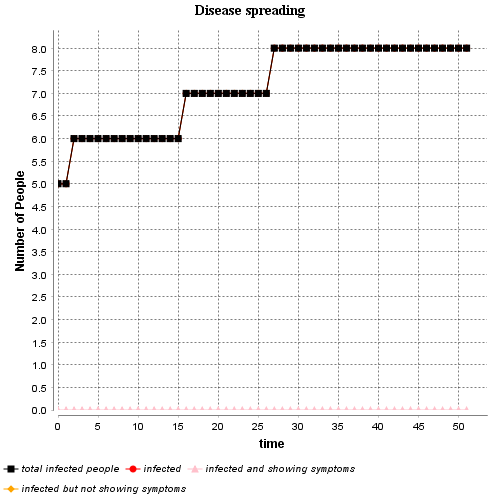 Disease spreading
8.0
7.5
7.0
6.5
6.0
5.5
5.0
4.5
4.0
3.5
3.0
2.5
2.0
1.5
1.0
0.5
0.0
Number of People
0 5 10 15 20 25 30 35 40 45 50
time
total infected people infected infected and showing symptoms
infected but not showing symptoms